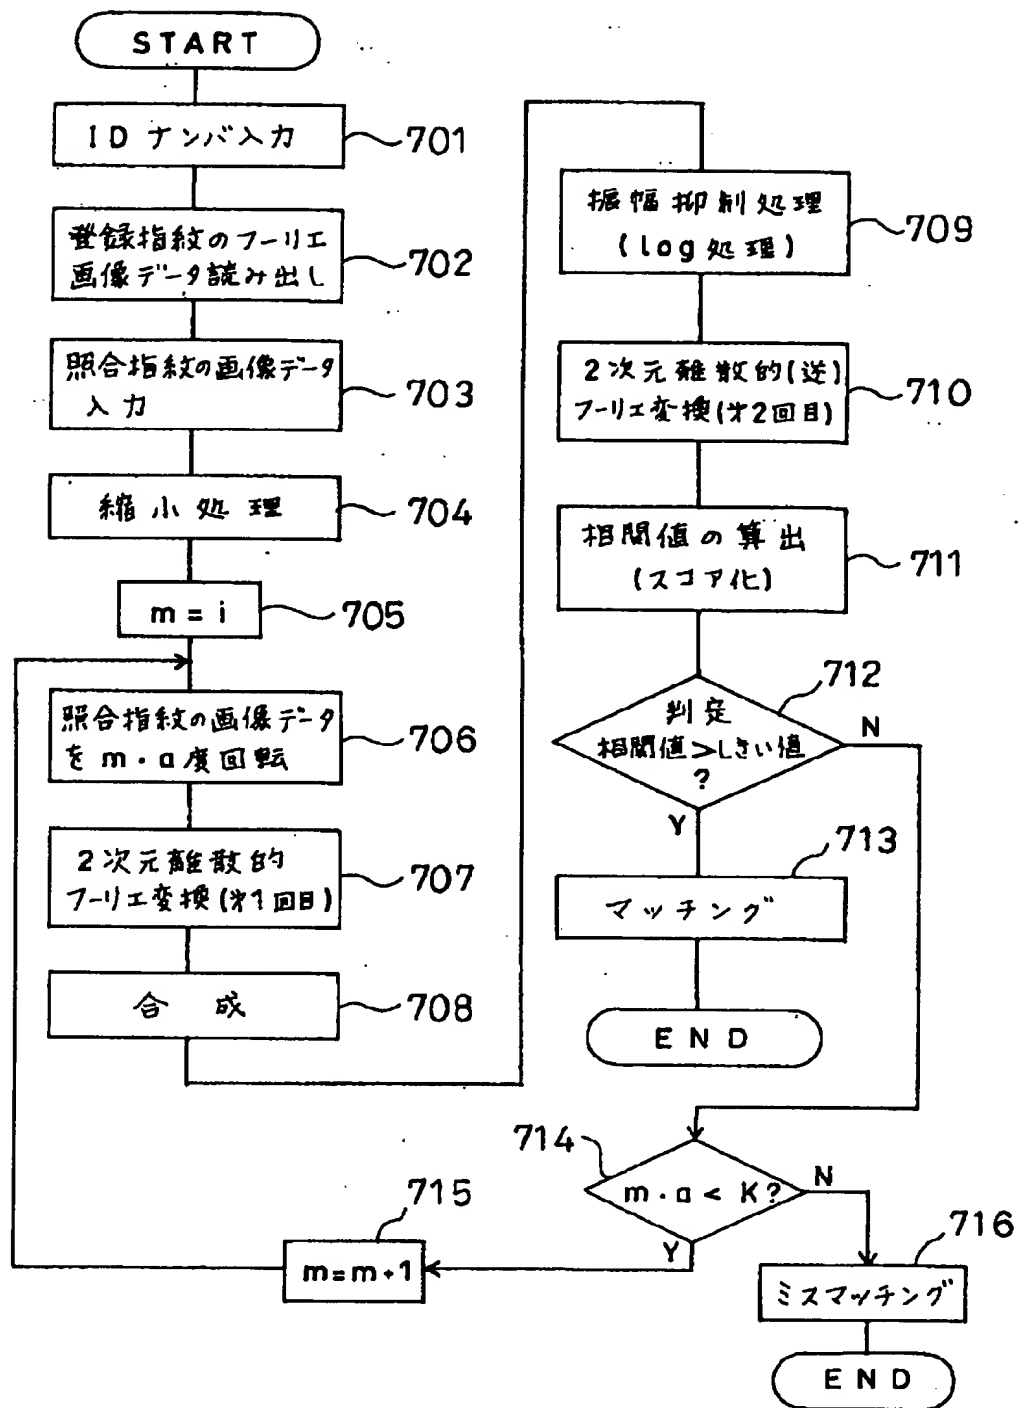 START
IDナンバ入力
701
登録指紋のフーリエ
画像データ読み出し
702
照合指紋の画像データ
入力
703
縮小処理
704
m = i
705
照合指紋の画像データ
をm・a度回転
706
2次元離散的
フーリエ変換(才1回目)
707
合成
708
振幅抑制処理
(log処理)
709
2次元離散的(逆)
フーリエ変換(才2回目)
710
相関値の算出
(スコア化)
711
712
判定
相関値>しきい値
?
N
Y
713
マッチング
END
714
m・a < K?
N
Y
715
m=m+1
716
ミスマッチング
END